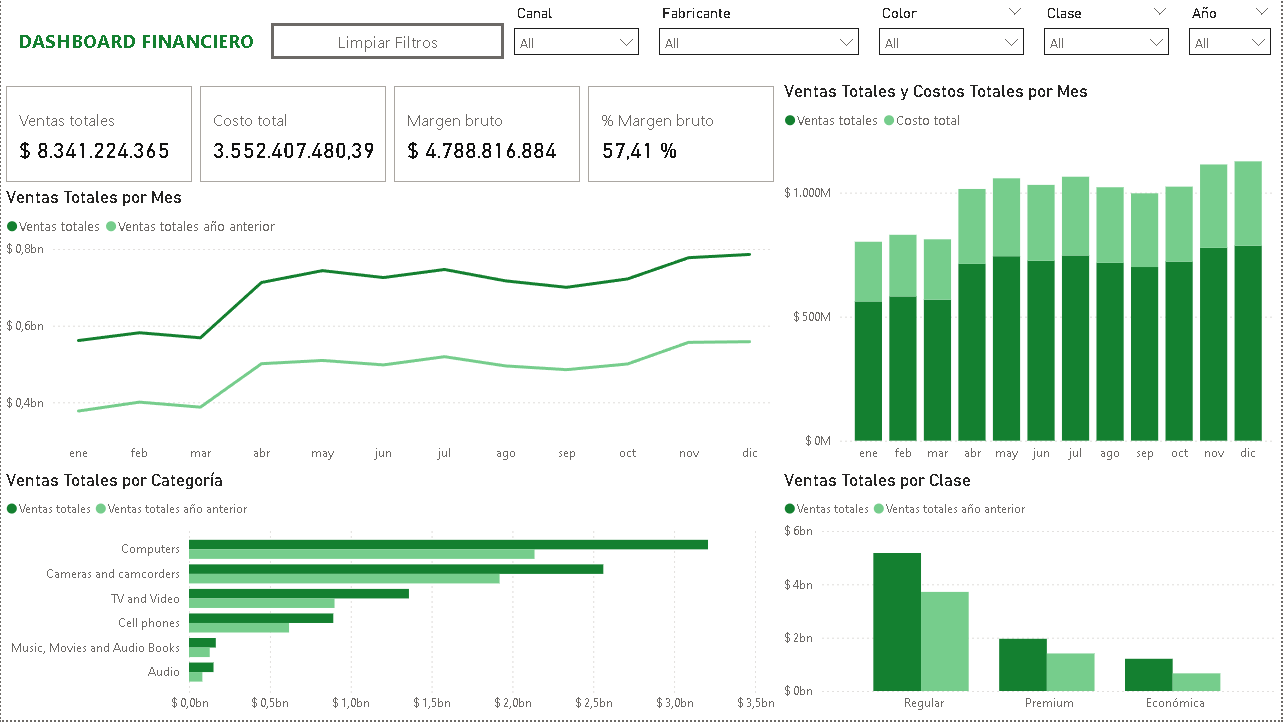 DASHBOARD FINANCIERO
Limpiar Filtros
Canal
All
Fabricante
All
Color
All
Clase
All
Año
All
Ventas totales
$ 8.341.224.365
Costo total
3.552.407.480,39
Margen bruto
$ 4.788.816.884
% Margen bruto
57,41 %
Ventas Totales por Mes
Ventas totales Ventas totales año anterior
$ 0,8bn
$ 0,6bn
$ 0,4bn
ene feb mar abr may jun jul ago sep oct nov dic
Ventas Totales y Costos Totales por Mes
Ventas totales Costo total
$ 1.000M
$ 500M
$ 0M
ene feb mar abr may jun jul ago sep oct nov dic
Ventas Totales por Categoría
Ventas totales Ventas totales año anterior
Computers
Cameras and camcorders
TV and Video
Cell phones
Music, Movies and Audio Books
Audio
$ 0,0bn $ 0,5bn $ 1,0bn $ 1,5bn $ 2,0bn $ 2,5bn $ 3,0bn $ 3,5bn
Ventas Totales por Clase
Ventas totales Ventas totales año anterior
$ 6bn
$ 4bn
$ 2bn
$ 0bn
Regular Premium Económica